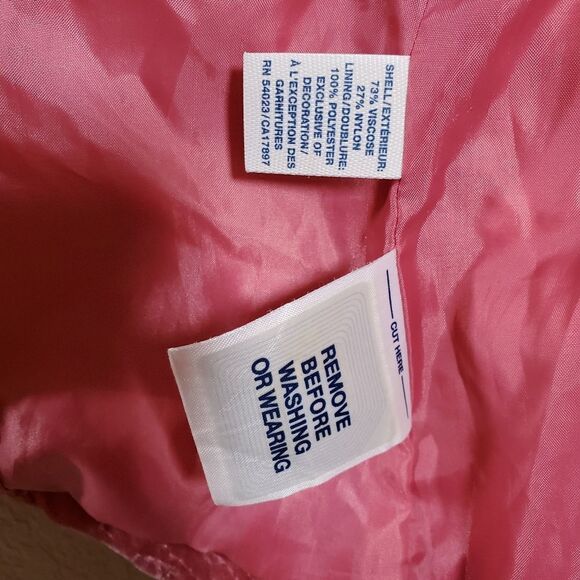 SHELL/EXTÉRIEUR:
73% VISCOSE
27% NYLON
LINING/DOUBLURE:
100% POLYESTER
EXCLUSIVE OF
DECORATION/
À L'EXCEPTION DES
GARNITURES
RN 54023/CA17897
CUT HERE
REMOVE
BEFORE
WASHING
OR WEARING